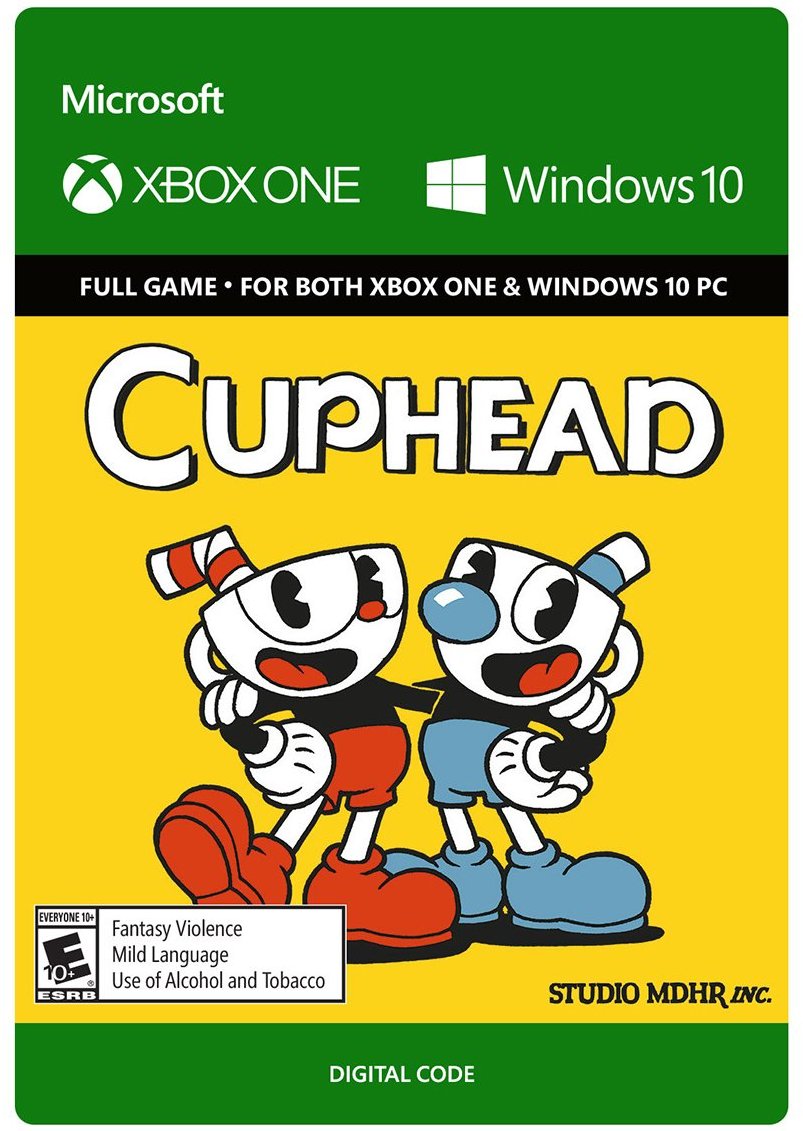 Microsoft
XBOX ONE
Windows 10
FULL GAME • FOR BOTH XBOX ONE & WINDOWS 10 PC
CUPHEAD
EVERYONE 10+
E
10+
®
ESRB
Fantasy Violence
Mild Language
Use of Alcohol and Tobacco
STUDIO MDHR INC.
DIGITAL CODE